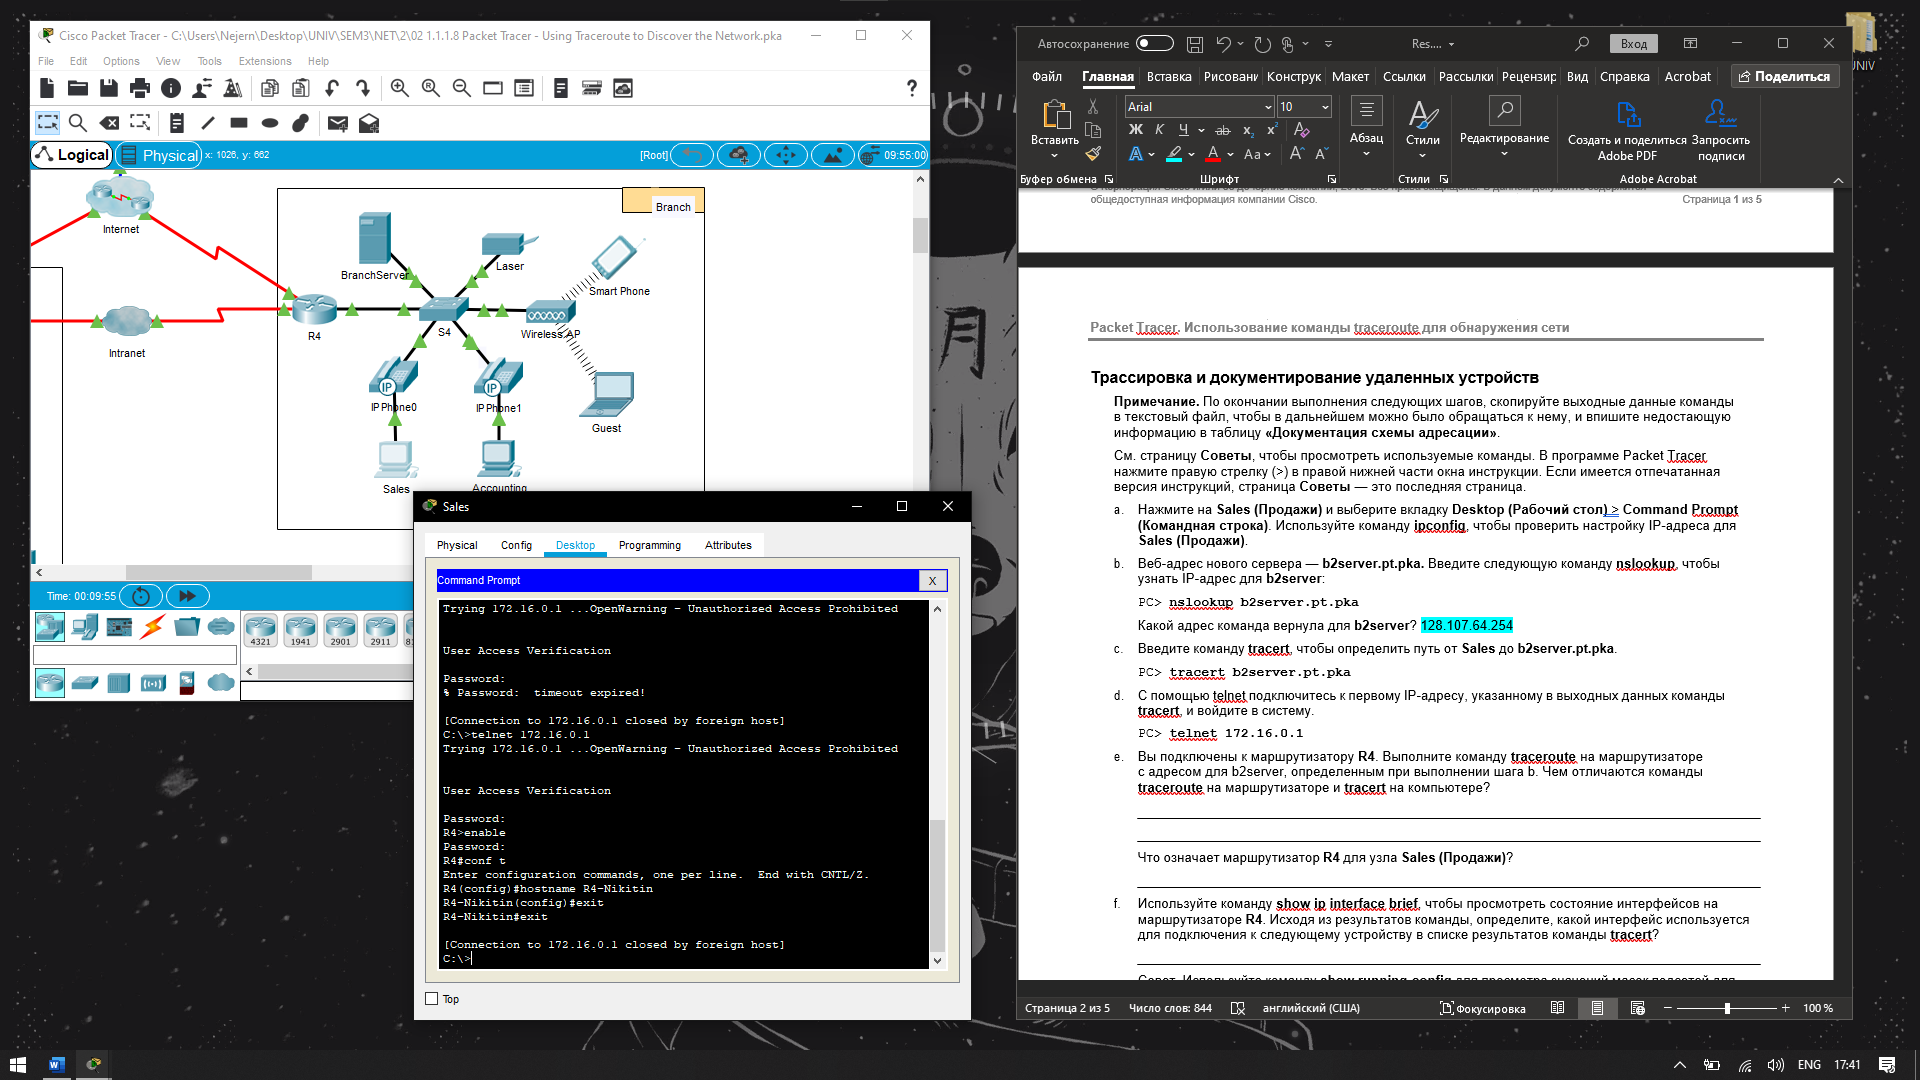 Cisco Packet Tracer - C:\Users\Nejern\Desktop\UNIV\SEM3\NET\2\02 1.1.1.8 Packet Tracer - Using Traceroute to Discover the Network.pka
File Edit Options View Tools Extensions Help
Logical
Physical
x: 1026, y: 662
[Root]
09:55:00
Branch
Internet
Intranet
R4
BranchServer
Laser
S4
Smart Phone
Wireless AP
IP
IP Phone0
IP
IP Phone1
Guest
Sales
Accounting
Time: 00:09:55
4321
1941
2901
2911
Sales
Physical Config Desktop Programming Attributes
Command Prompt
X
Trying 172.16.0.1 ...OpenWarning - Unauthorized Access Prohibited
User Access Verification
Password:
% Password:  timeout expired!
[Connection to 172.16.0.1 closed by foreign host]
C:\>telnet 172.16.0.1
Trying 172.16.0.1 ...OpenWarning - Unauthorized Access Prohibited
User Access Verification
Password:
R4>enable
Password:
R4#conf t
Enter configuration commands, one per line.  End with CNTL/Z.
R4(config)#hostname R4-Nikitin
R4-Nikitin(config)#exit
R4-Nikitin#exit
[Connection to 172.16.0.1 closed by foreign host]
C:\>
Top
Автосохранение
Res....
Вход
UNIV
Файл Главная Вставка Рисовани Конструк Макет Ссылки Рассылки Рецензир Вид Справка Acrobat Поделиться
Вставить
Буфер обмена
Arial
10
Ж К Ч ab x₂ x²
Aa
Шрифт
Абзац
Стили
Стили
Редактирование
Создать и поделиться Adobe PDF
Запросить подписи
Adobe Acrobat
общедоступная информация компании Cisco.
Страница 1 из 5
Packet Tracer. Использование команды traceroute для обнаружения сети
Трассировка и документирование удаленных устройств
Примечание. По окончании выполнения следующих шагов, скопируйте выходные данные команды
в текстовый файл, чтобы в дальнейшем можно было обращаться к нему, и впишите недостающую
информацию в таблицу «Документация схемы адресации».
См. страницу Советы, чтобы просмотреть используемые команды. В программе Packet Tracer
нажмите правую стрелку (>) в правой нижней части окна инструкции. Если имеется отпечатанная
версия инструкций, страница Советы — это последняя страница.
a. Нажмите на Sales (Продажи) и выберите вкладку Desktop (Рабочий стол) > Command Prompt
(Командная строка). Используйте команду ipconfig, чтобы проверить настройку IP-адреса для
Sales (Продажи).
b. Веб-адрес нового сервера — b2server.pt.pka. Введите следующую команду nslookup, чтобы
узнать IP-адрес для b2server:
PC> nslookup b2server.pt.pka
Какой адрес команда вернула для b2server? 128.107.64.254
c. Введите команду tracert, чтобы определить путь от Sales до b2server.pt.pka.
PC> tracert b2server.pt.pka
d. С помощью telnet подключитесь к первому IP-адресу, указанному в выходных данных команды
tracert, и войдите в систему.
PC> telnet 172.16.0.1
e. Вы подключены к маршрутизатору R4. Выполните команду traceroute на маршрутизаторе
с адресом для b2server, определенным при выполнении шага b. Чем отличаются команды
traceroute на маршрутизаторе и tracert на компьютере?
Что означает маршрутизатор R4 для узла Sales (Продажи)?
f. Используйте команду show ip interface brief, чтобы просмотреть состояние интерфейсов на
маршрутизаторе R4. Исходя из результатов команды, определите, какой интерфейс используется
для подключения к следующему устройству в списке результатов команды tracert?
Страница 2 из 5
Число слов: 844
английский (США)
Фокусировка
100 %
ENG
17:41